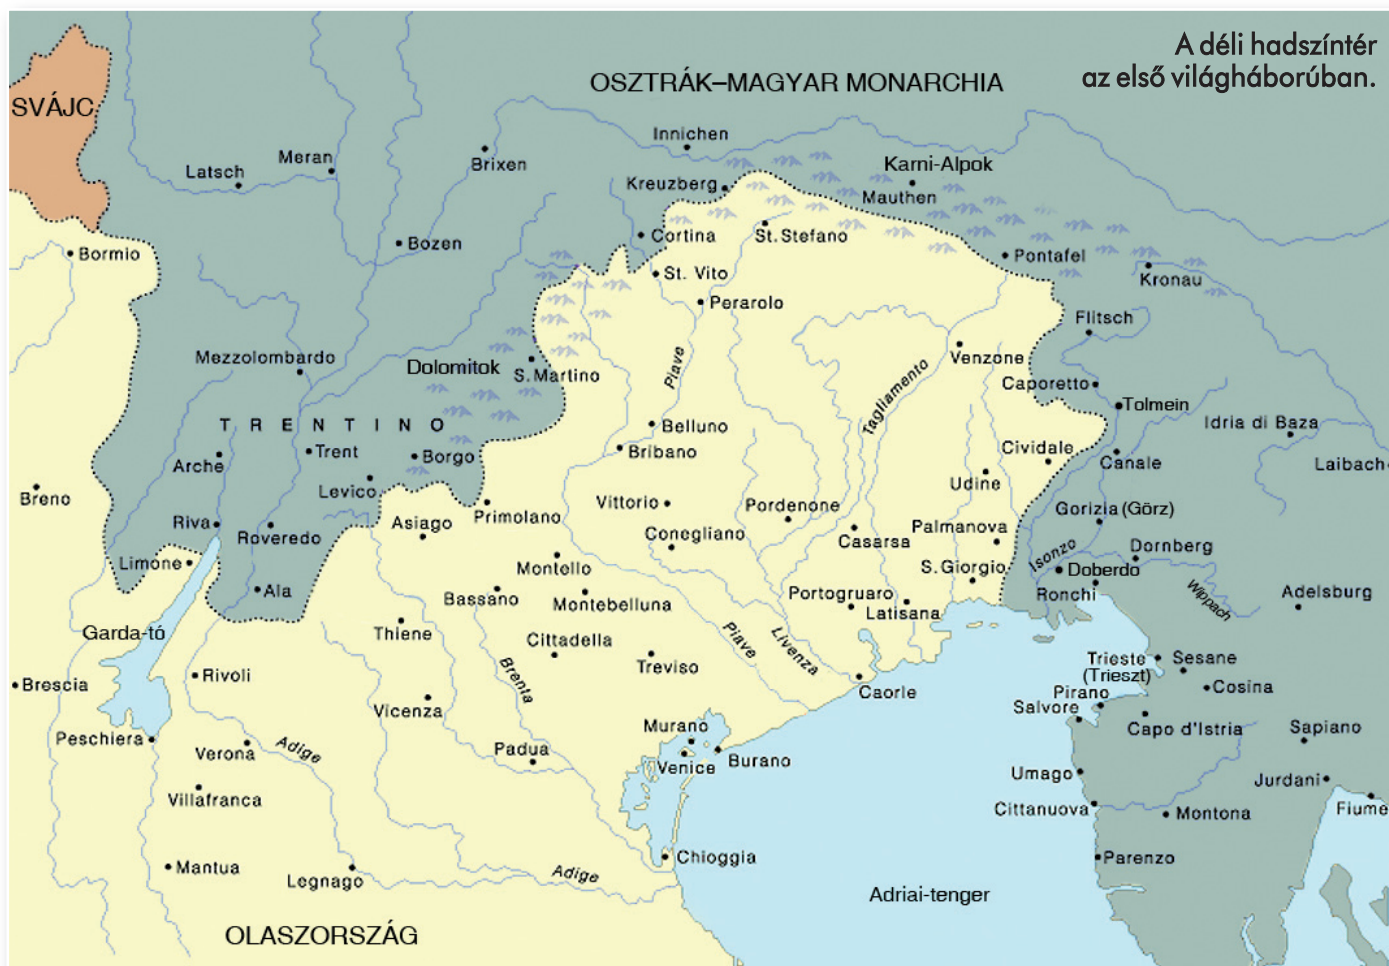 A déli hadszíntér
az első világháborúban.
OSZTRÁK–MAGYAR MONARCHIA
SVÁJC
Innichen
Meran
Brixen
Latsch
Karni-Alpok
Kreuzberg
Mauthen
Bormio
Bozen
Cortina
St. Stefano
Pontafel
St. Vito
Kronau
Perarolo
Flitsch
Mezzolombardo
Dolomitok
S. Martino
Piave
Venzone
Caporetto
Tagliamento
Tolmein
TRENTINO
Belluno
Idria di Baza
Arche
Trent
Borgo
Bribano
Cividale
Canale
Laibach
Breno
Levico
Udine
Riva
Asiago
Primolano
Vittorio
Pordenone
Gorizia (Görz)
Roveredo
Conegliano
Casarsa
Palmanova
Limone
Montello
S. Giorgio
Isonzo
Doberdo
Dornberg
Ala
Bassano
Montebelluna
Portogruaro
Latisana
Ronchi
Wippach
Adelsburg
Garda-tó
Thiene
Cittadella
Piave
Livenza
Rivoli
Brenta
Treviso
Trieste
(Trieszt)
Sesane
Brescia
Caorle
Pirano
Cosina
Vicenza
Salvore
Peschiera
Verona
Adige
Padua
Murano
Capo d'Istria
Sapiano
Venice
Burano
Umago
Jurdani
Villafranca
Cittanuova
Montona
Fiume
Mantua
Legnago
Adige
Chioggia
Parenzo
Adriai-tenger
OLASZORSZÁG